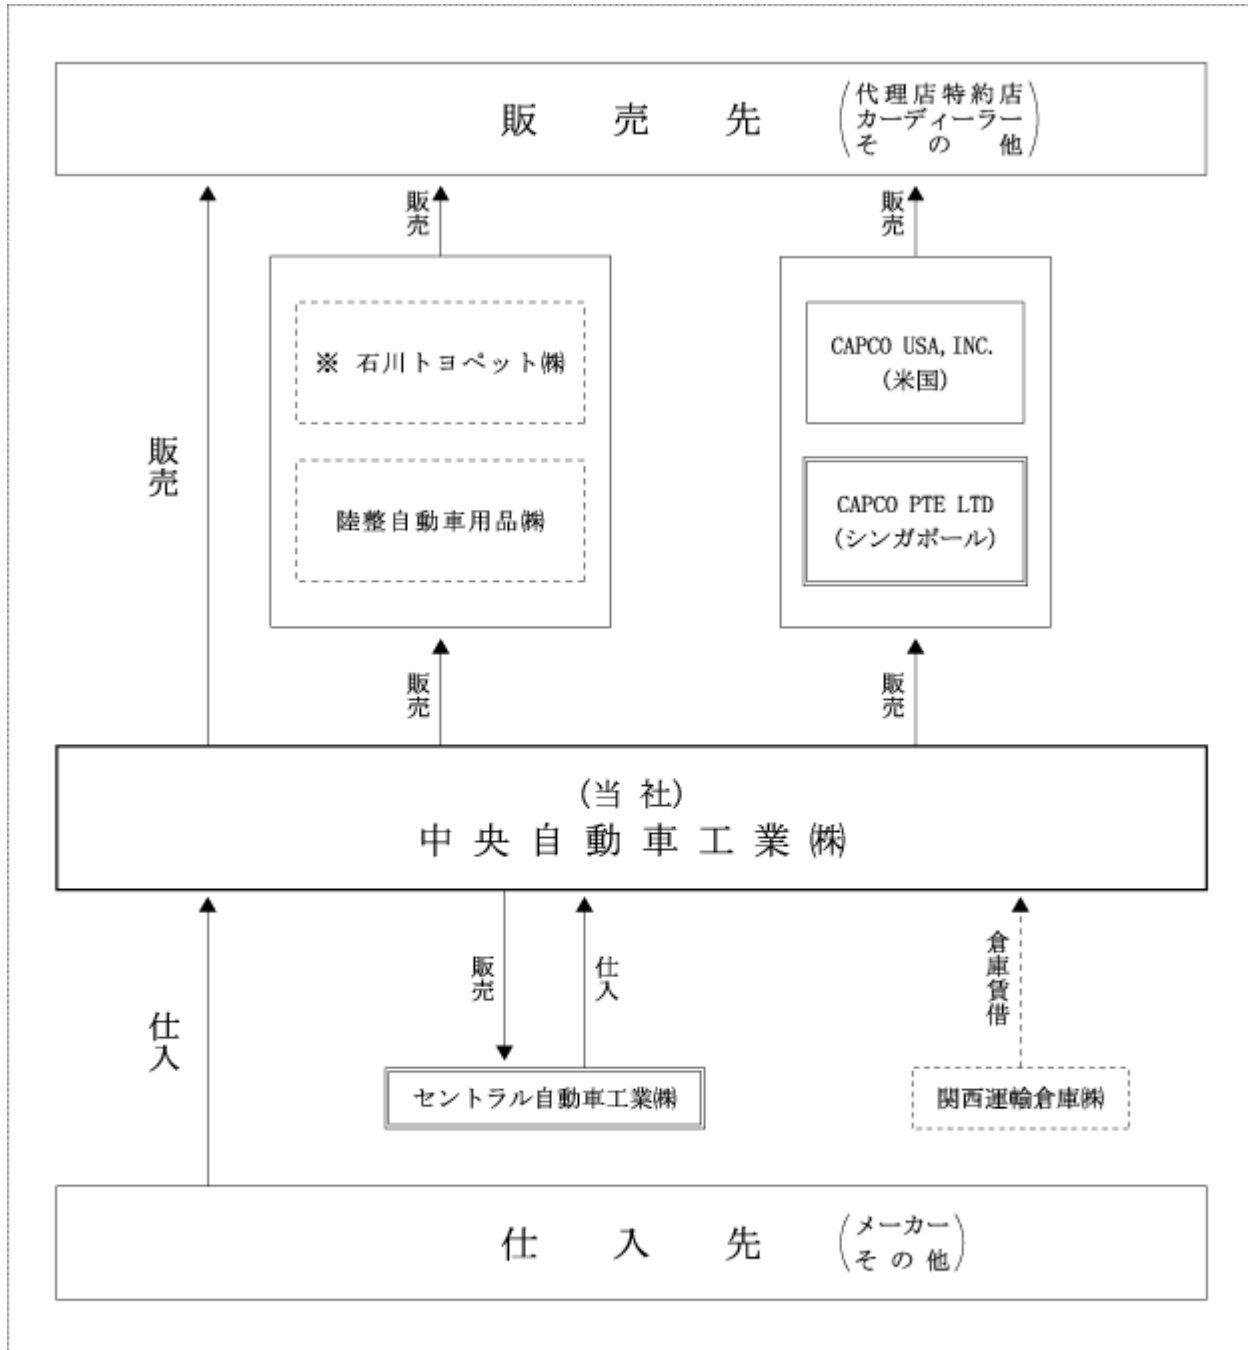 販売先
代理店特約店
カーディーラー
その他
販売
販売
※ 石川トヨペット㈱
CAPCO USA, INC.
(米国)
販売
陸整自動車用品㈱
CAPCO PTE LTD
(シンガポール)
販売
販売
(当社)
中央自動車工業㈱
仕入
販売
仕入
倉庫賃借
セントラル自動車工業㈱
関西運輸倉庫㈱
仕入先
メーカー
その他